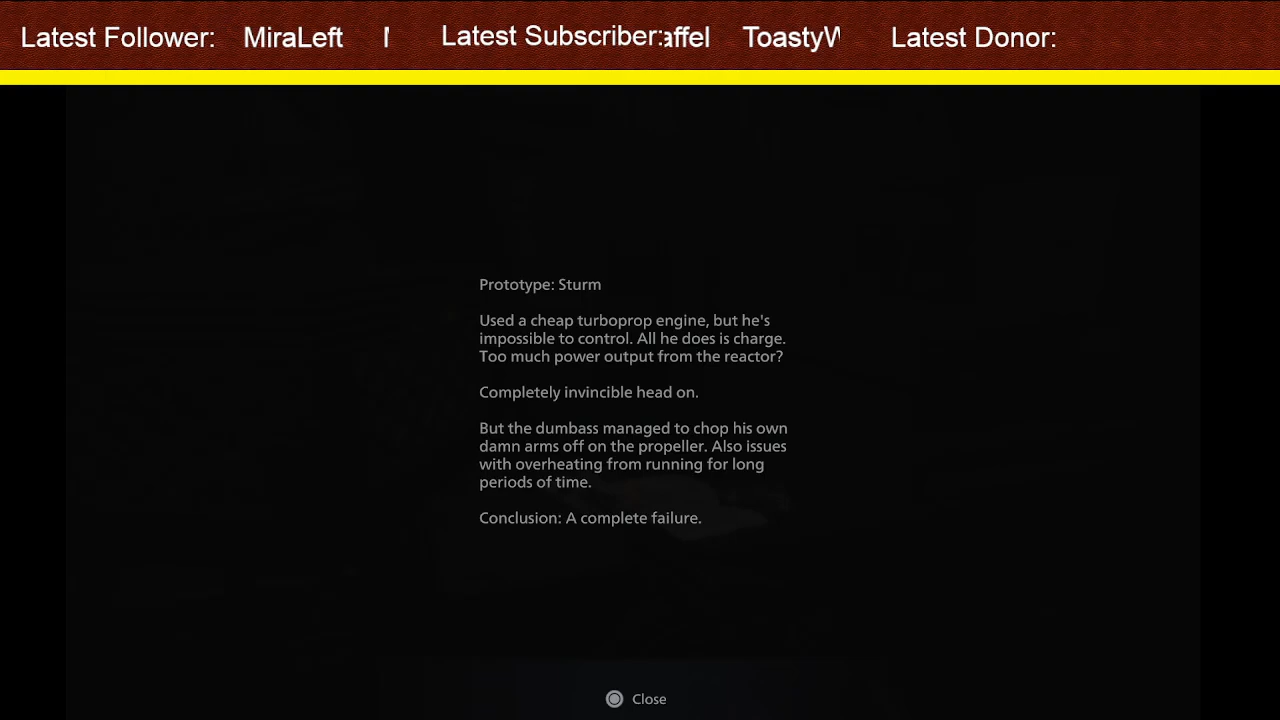 Latest Follower: MiraLeft Latest Subscriber: ToastyW Latest Donor:
Prototype: Sturm
Used a cheap turboprop engine, but he's
impossible to control. All he does is charge.
Too much power output from the reactor?
Completely invincible head on.
But the dumbass managed to chop his own
damn arms off on the propeller. Also issues
with overheating from running for long
periods of time.
Conclusion: A complete failure.
Close